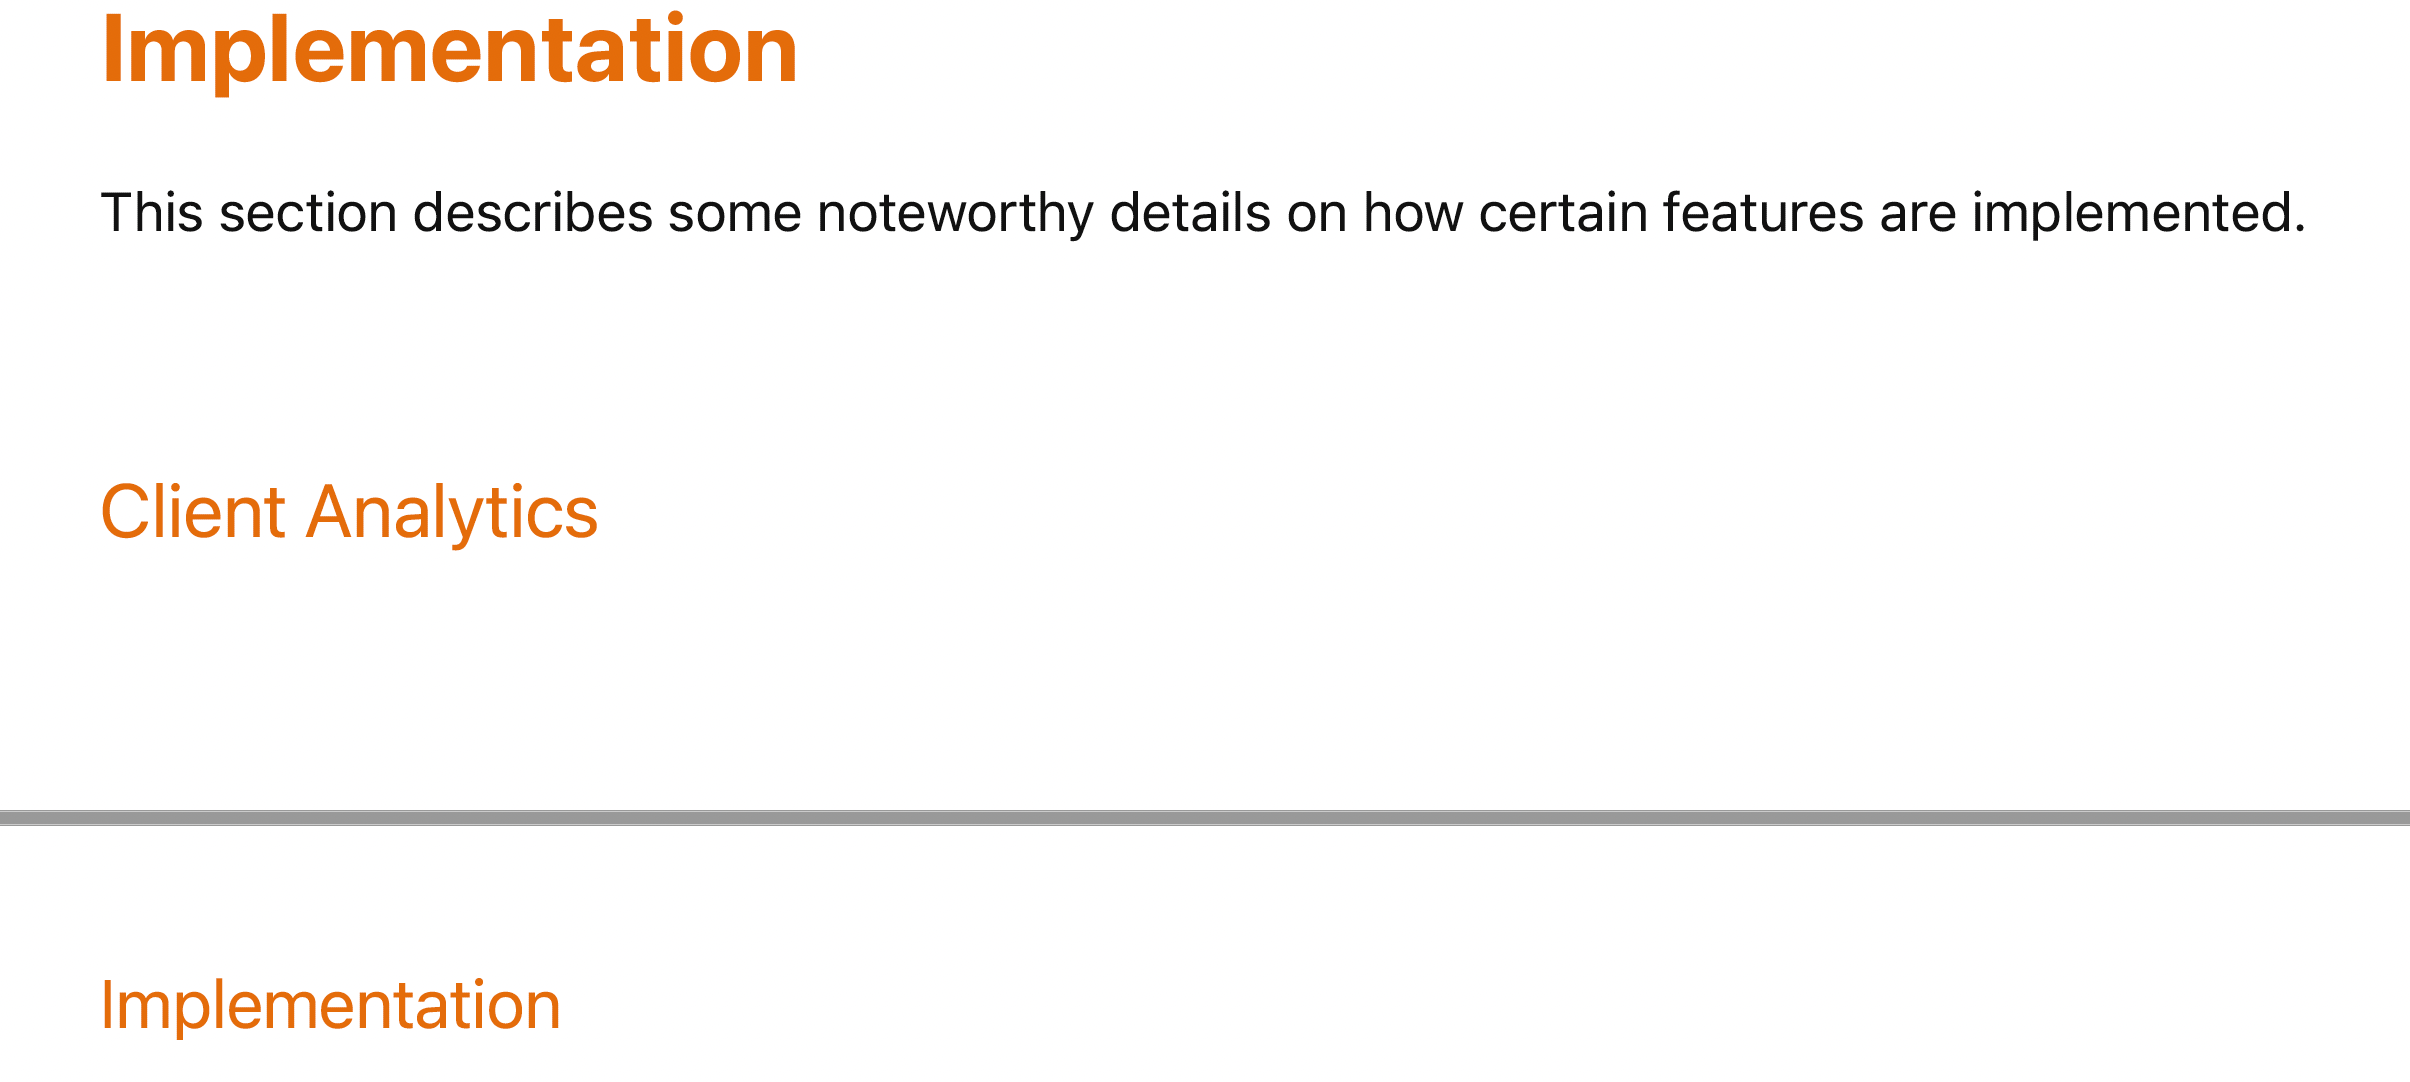 Implementation
This section describes some noteworthy details on how certain features are implemented.
Client Analytics
Implementation